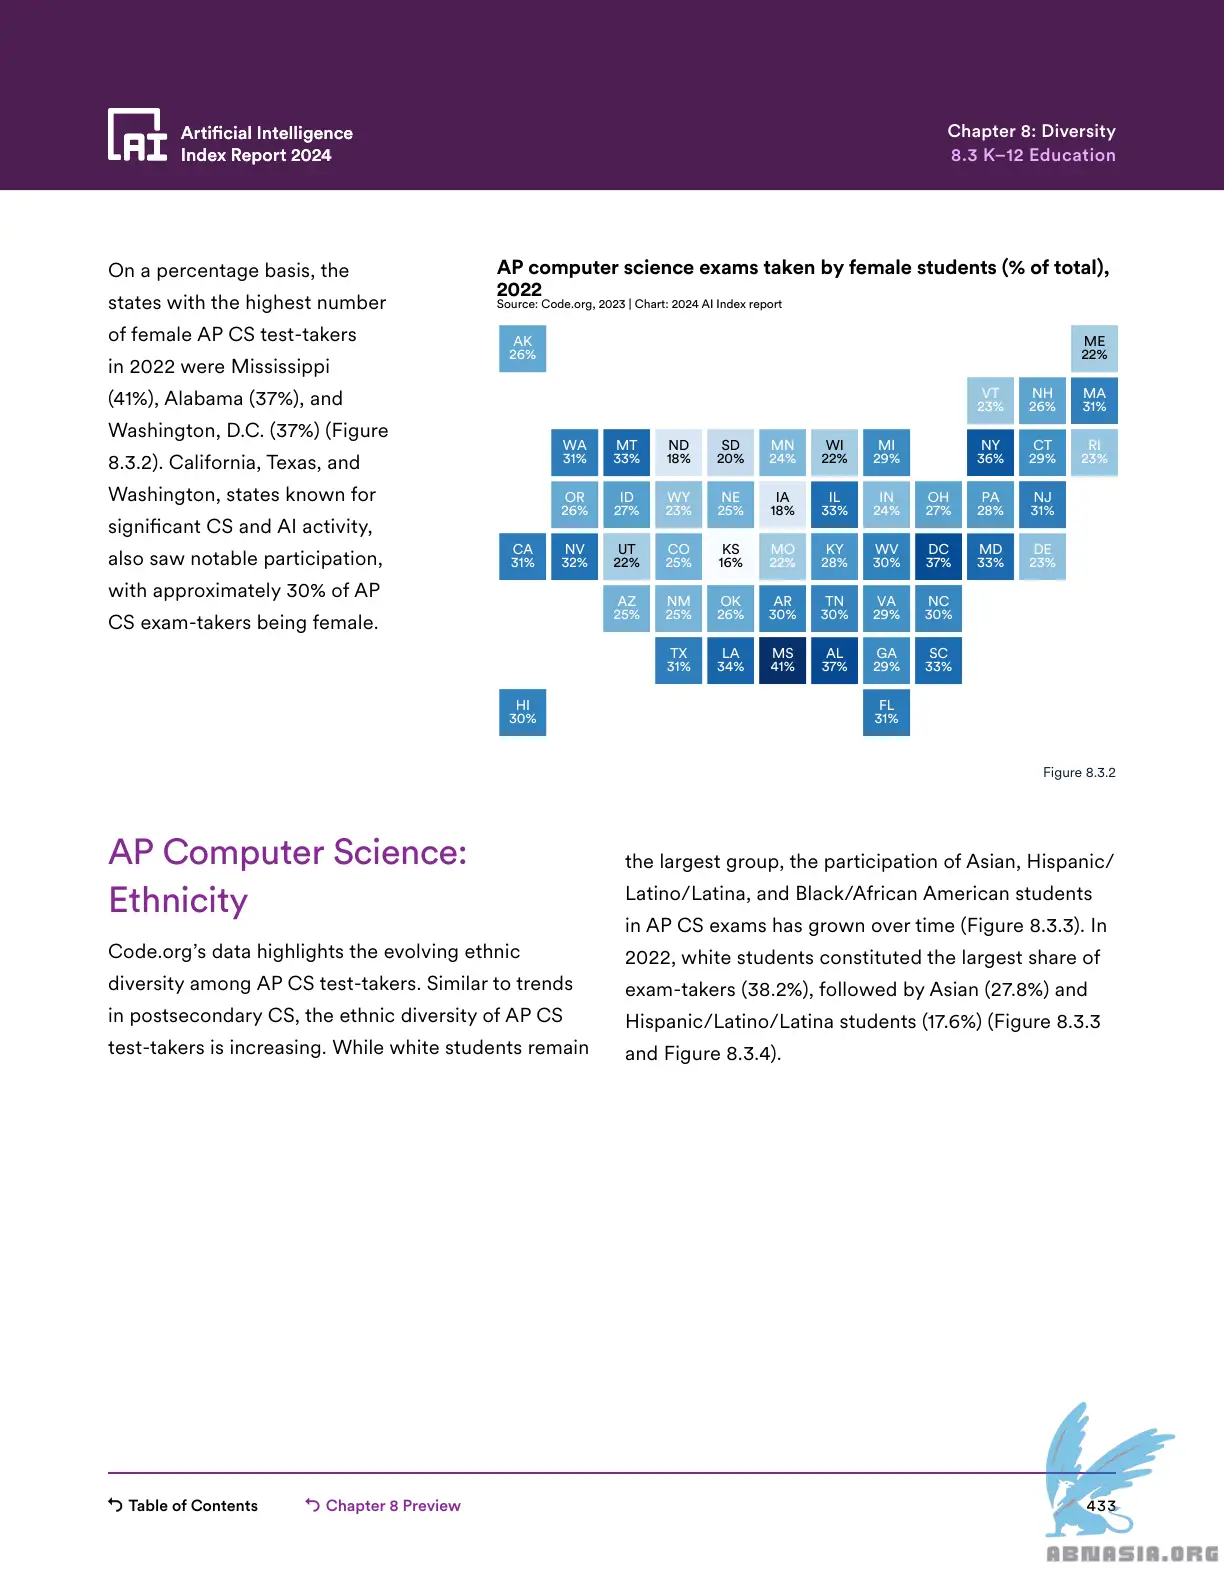 Artificial Intelligence
Index Report 2024
Chapter 8: Diversity
8.3 K–12 Education
On a percentage basis, the
states with the highest number
of female AP CS test-takers
in 2022 were Mississippi
(41%), Alabama (37%), and
Washington, D.C. (37%) (Figure
8.3.2). California, Texas, and
Washington, states known for
significant CS and AI activity,
also saw notable participation,
with approximately 30% of AP
CS exam-takers being female.
AP computer science exams taken by female students (% of total),
2022
Source: Code.org, 2023 | Chart: 2024 AI Index report
AK ME
26% 22%
VT NH MA
23% 26% 31%
WA MT ND SD MN WI MI NY CT RI
31% 33% 18% 20% 24% 22% 29% 36% 29% 23%
OR ID WY NE IA IL IN OH PA NJ
26% 27% 23% 25% 18% 33% 24% 27% 28% 31%
CA NV UT CO KS MO KY WV DC MD DE
31% 32% 22% 25% 16% 22% 28% 30% 37% 33% 23%
AZ NM OK AR TN VA NC
25% 25% 26% 30% 30% 29% 30%
TX LA MS AL GA SC
31% 34% 41% 37% 29% 33%
HI FL
30% 31%
Figure 8.3.2
AP Computer Science:
Ethnicity
Code.org’s data highlights the evolving ethnic
diversity among AP CS test-takers. Similar to trends
in postsecondary CS, the ethnic diversity of AP CS
test-takers is increasing. While white students remain
the largest group, the participation of Asian, Hispanic/
Latino/Latina, and Black/African American students
in AP CS exams has grown over time (Figure 8.3.3). In
2022, white students constituted the largest share of
exam-takers (38.2%), followed by Asian (27.8%) and
Hispanic/Latino/Latina students (17.6%) (Figure 8.3.3
and Figure 8.3.4).
Table of Contents
Chapter 8 Preview
433
ABNASIA.ORG